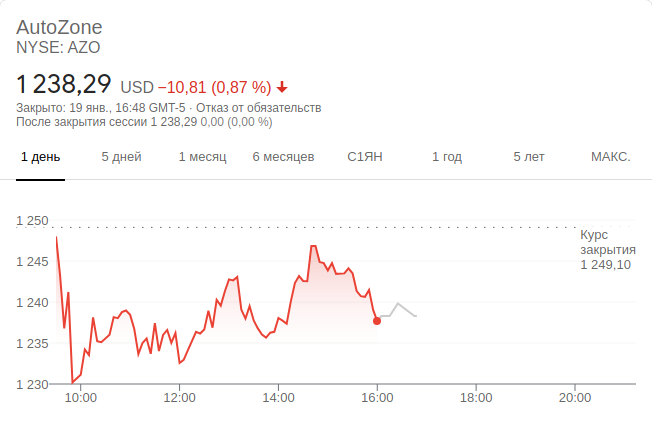 AutoZone
NYSE: AZO
1 238,29 USD −10,81 (0,87 %)
Закрыто: 19 янв., 16:48 GMT-5 · Отказ от обязательств
После закрытия сессии 1 238,29 0,00 (0,00 %)
1 день 5 дней 1 месяц 6 месяцев С1ЯН 1 год 5 лет МАКС.
1 250
Курс
закрытия
1 249,10
1 245
1 240
1 235
1 230
10:00 12:00 14:00 16:00 18:00 20:00